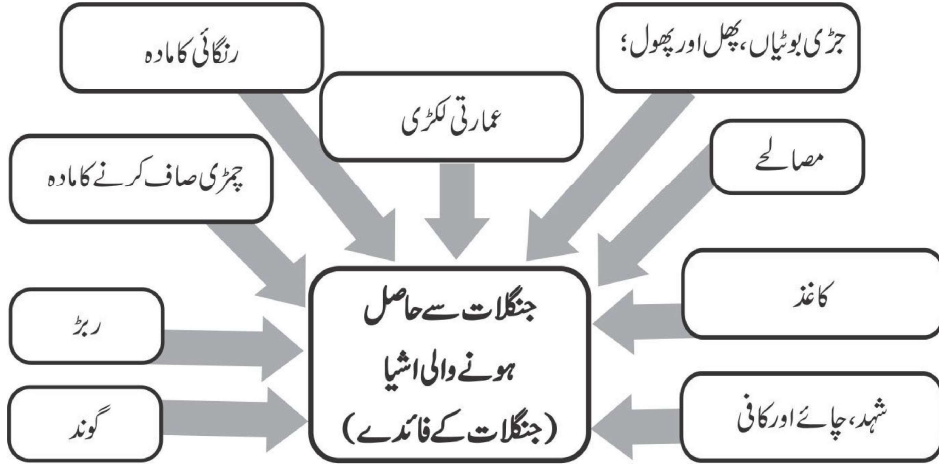 جڑی بوٹیاں، پھل اور پھول؛
رنگائی کا مادہ
عمارتی لکڑی
مصالحے
چمڑی صاف کرنے کا مادہ
کاغذ
ربڑ
شہد، چائے اور کافی
گوند
جنگلات سے حاصل
ہونے والی اشیا
(جنگلات کے فائدے)